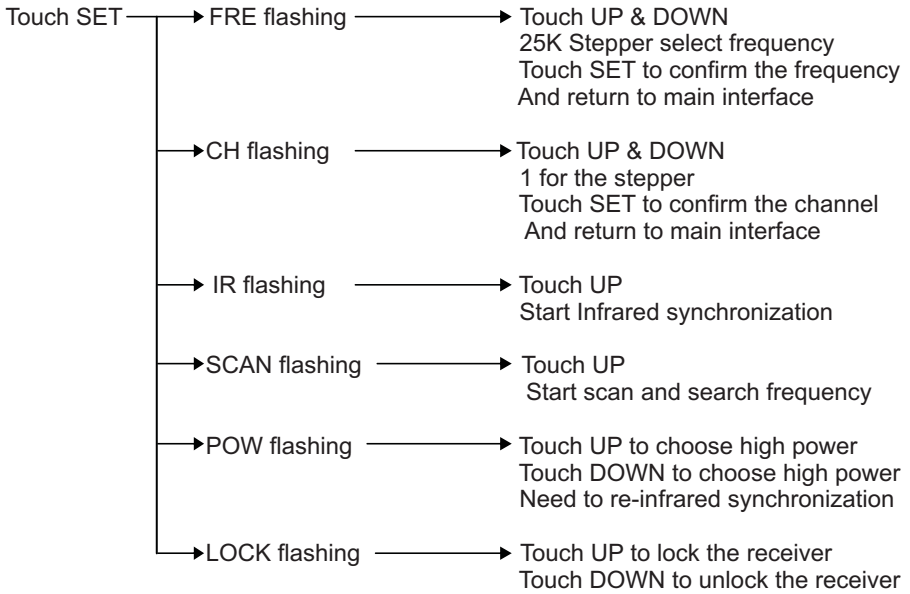 Touch SET
FRE flashing
Touch UP & DOWN
25K Stepper select frequency
Touch SET to confirm the frequency
And return to main interface
CH flashing
Touch UP & DOWN
1 for the stepper
Touch SET to confirm the channel
And return to main interface
IR flashing
Touch UP
Start Infrared synchronization
SCAN flashing
Touch UP
Start scan and search frequency
POW flashing
Touch UP to choose high power
Touch DOWN to choose high power
Need to re-infrared synchronization
LOCK flashing
Touch UP to lock the receiver
Touch DOWN to unlock the receiver